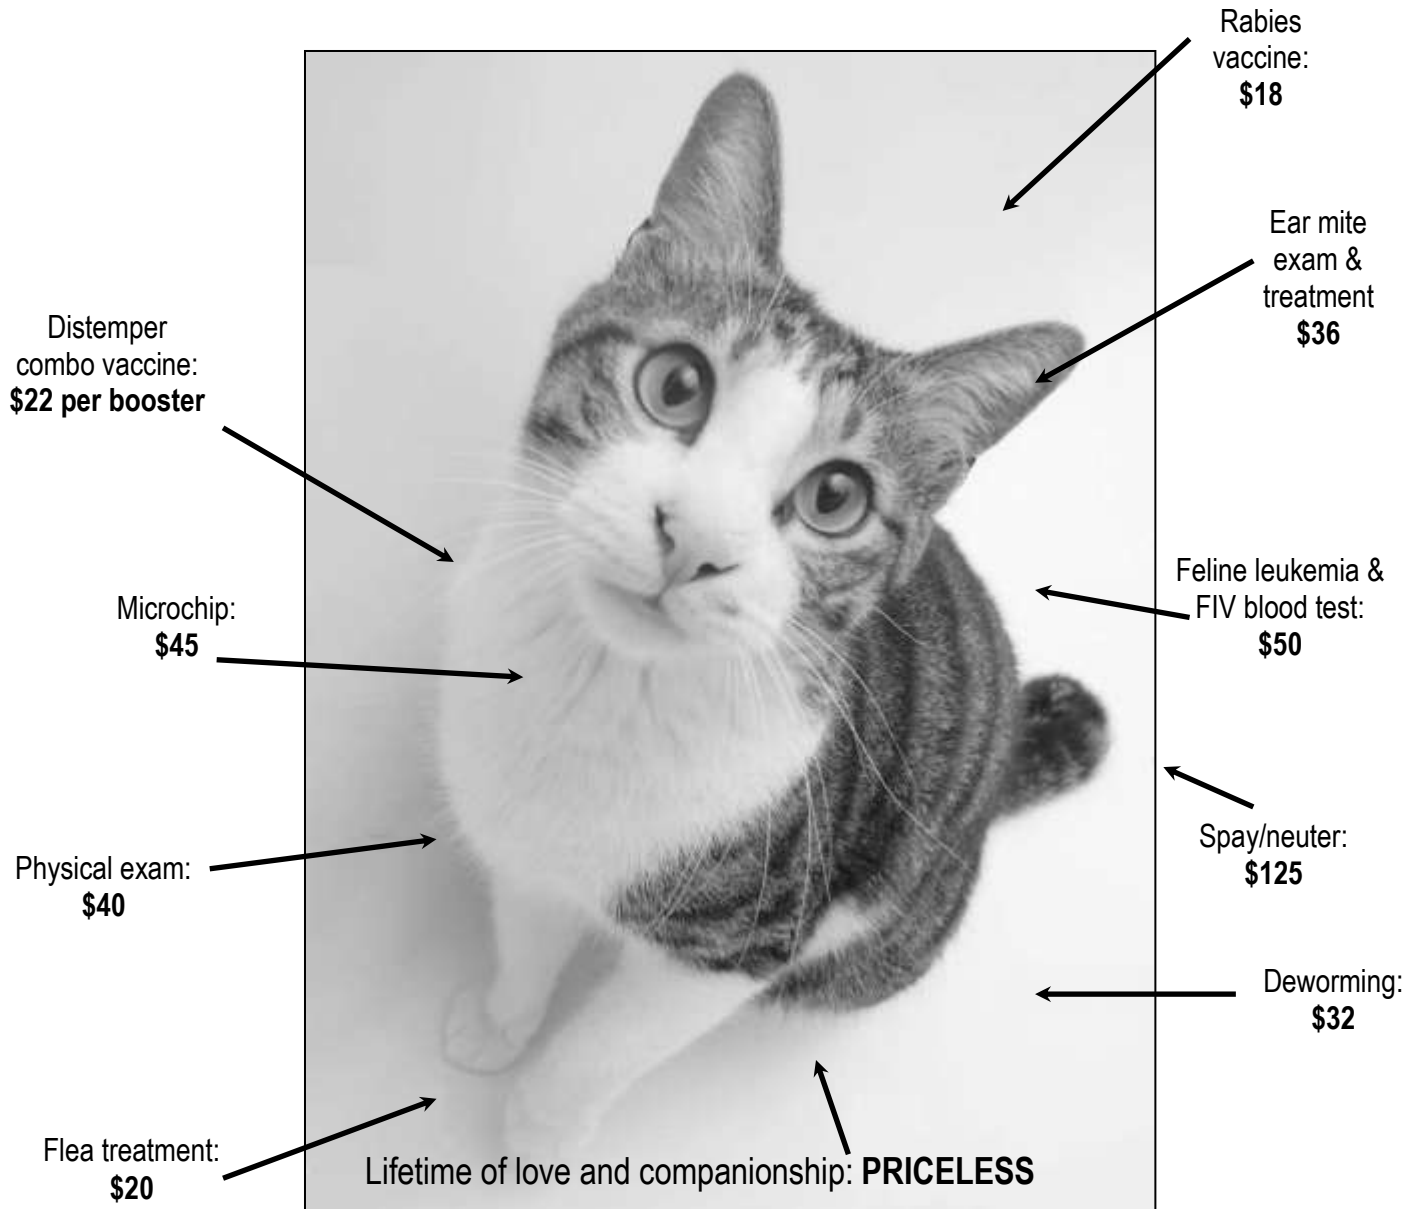 Rabies
vaccine:
$18
Ear mite
exam &
treatment
$36
Distemper
combo vaccine:
$22 per booster
Feline leukemia &
FIV blood test:
$50
Microchip:
$45
Spay/neuter:
$125
Physical exam:
$40
Deworming:
$32
Flea treatment:
$20
Lifetime of love and companionship: PRICELESS